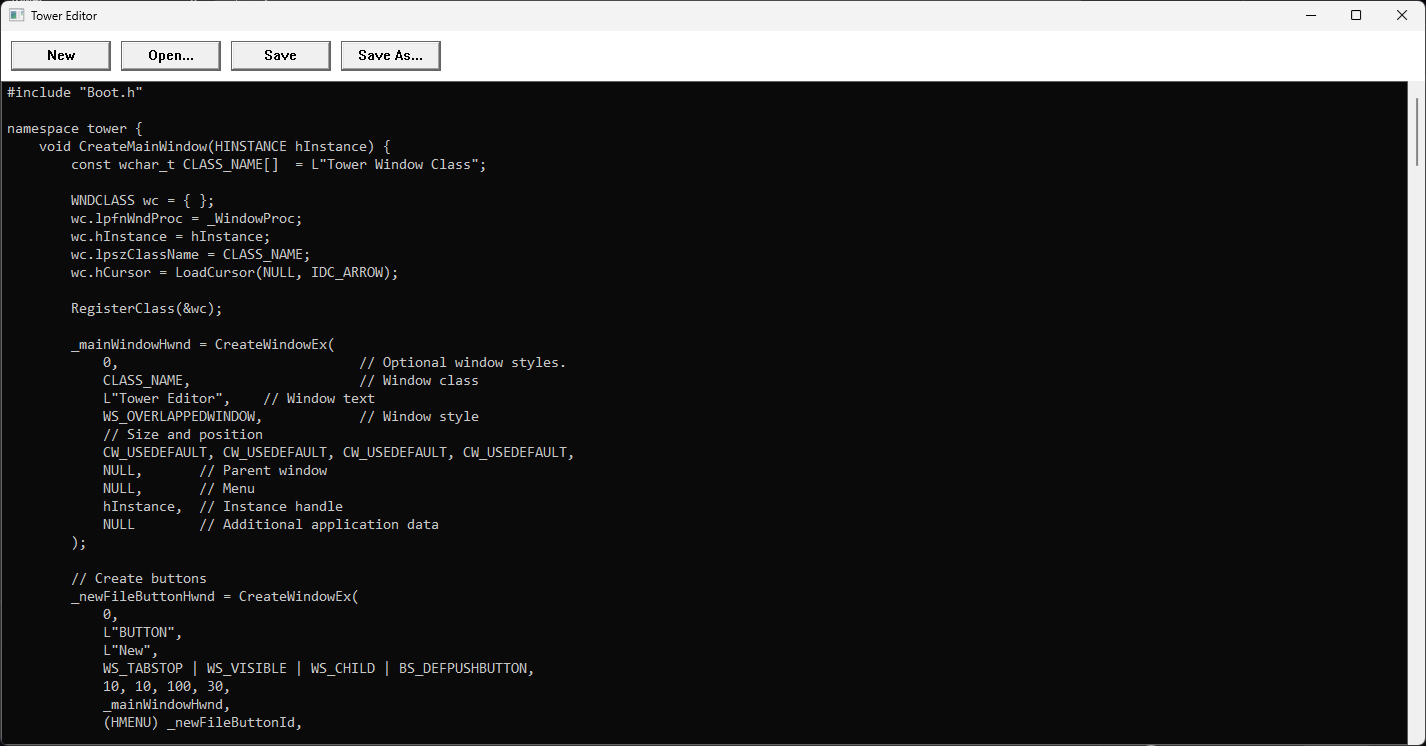 Tower Editor
New Open... Save Save As...
#include "Boot.h"

namespace tower {
    void CreateMainWindow(HINSTANCE hInstance) {
        const wchar_t CLASS_NAME[]  = L"Tower Window Class";

        WNDCLASS wc = { };
        wc.lpfnWndProc = _WindowProc;
        wc.hInstance = hInstance;
        wc.lpszClassName = CLASS_NAME;
        wc.hCursor = LoadCursor(NULL, IDC_ARROW);

        RegisterClass(&wc);

        _mainWindowHwnd = CreateWindowEx(
            0,                              // Optional window styles.
            CLASS_NAME,                     // Window class
            L"Tower Editor",    // Window text
            WS_OVERLAPPEDWINDOW,            // Window style
            // Size and position
            CW_USEDEFAULT, CW_USEDEFAULT, CW_USEDEFAULT, CW_USEDEFAULT,
            NULL,       // Parent window
            NULL,       // Menu
            hInstance,  // Instance handle
            NULL        // Additional application data
        );

        // Create buttons
        _newFileButtonHwnd = CreateWindowEx(
            0,
            L"BUTTON",
            L"New",
            WS_TABSTOP | WS_VISIBLE | WS_CHILD | BS_DEFPUSHBUTTON,
            10, 10, 100, 30,
            _mainWindowHwnd,
            (HMENU) _newFileButtonId,